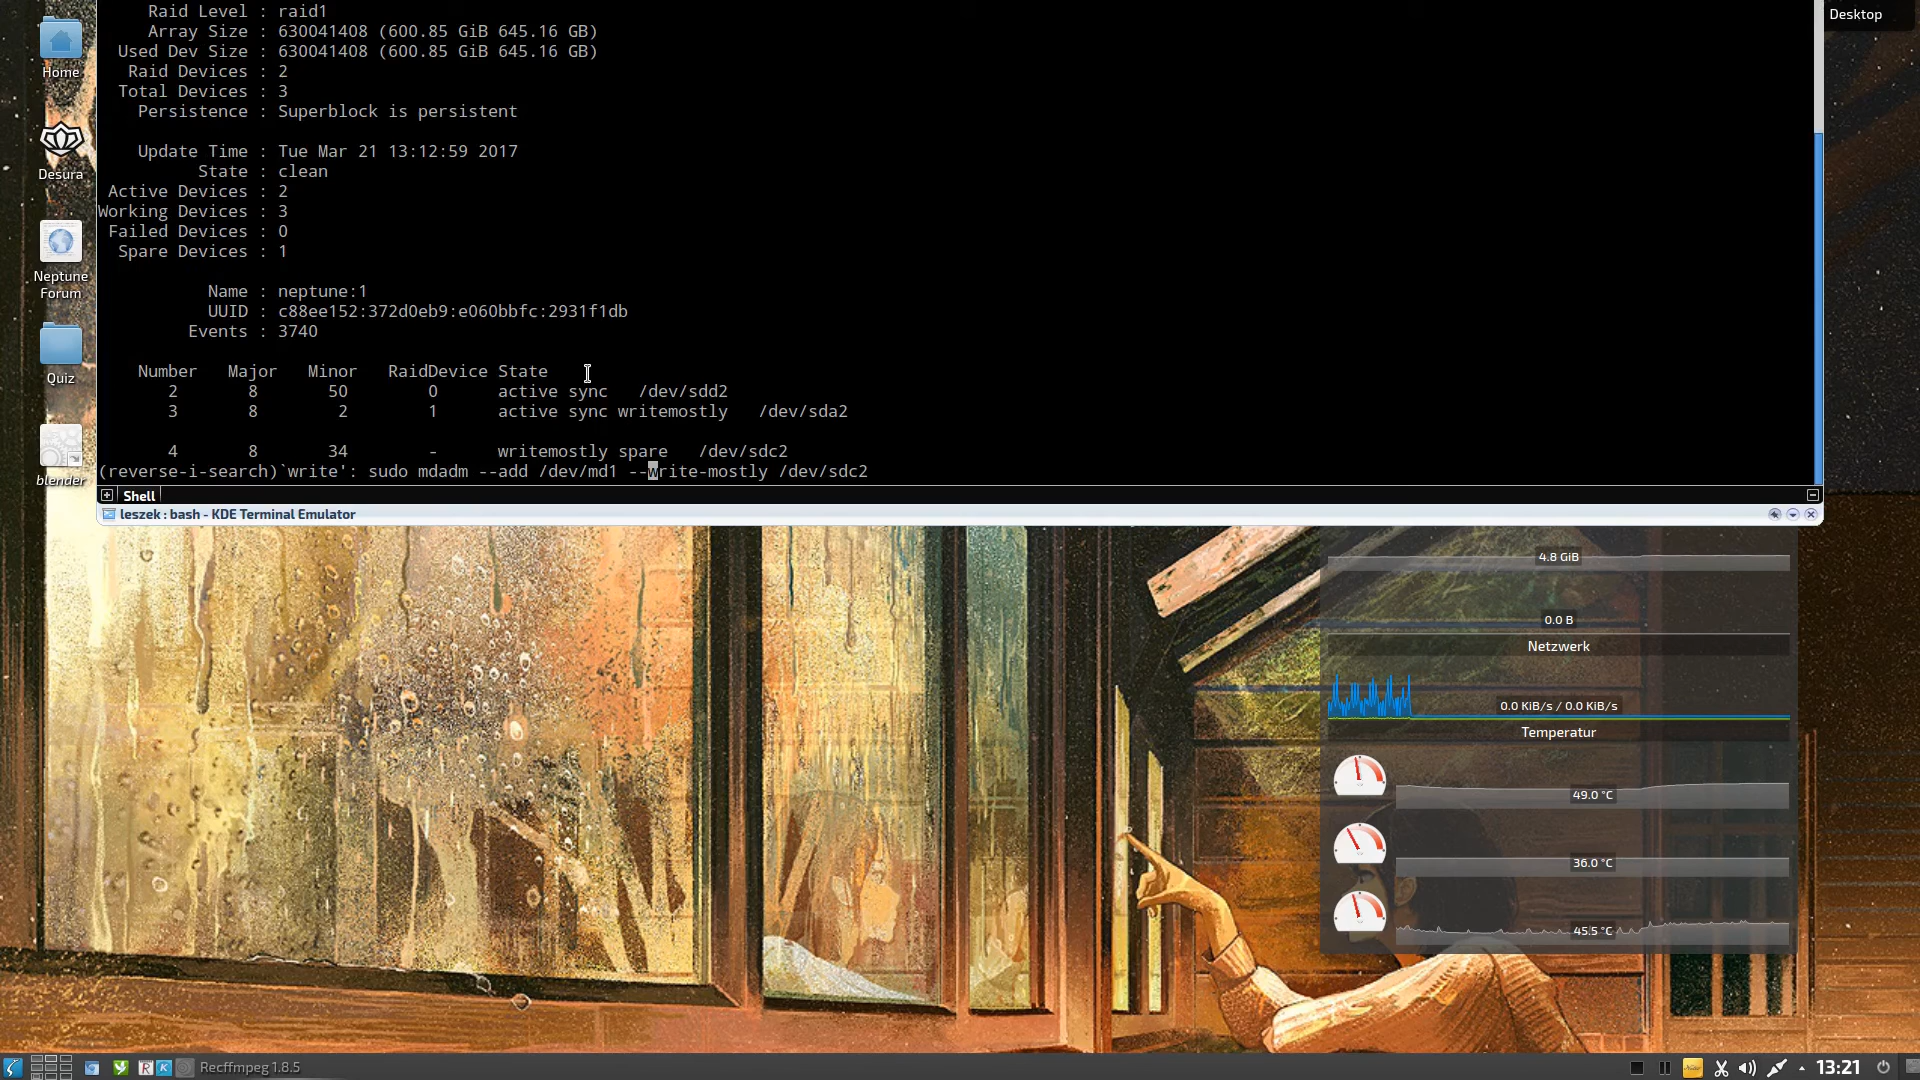 Raid Level : raid1
Array Size : 630041408 (600.85 GiB 645.16 GB)
Used Dev Size : 630041408 (600.85 GiB 645.16 GB)
Raid Devices : 2
Total Devices : 3
Persistence : Superblock is persistent
Update Time : Tue Mar 21 13:12:59 2017
State : clean
Active Devices : 2
Working Devices : 3
Failed Devices : 0
Spare Devices : 1
Name : neptune:1
UUID : c88ee152:372d0eb9:e060bbfc:2931f1db
Events : 3740
Number Major Minor RaidDevice State
2 8 50 0 active sync /dev/sdd2
3 8 2 1 active sync writemostly /dev/sda2
4 8 34 - writemostly spare /dev/sdc2
(reverse-i-search)`write': sudo mdadm --add /dev/md1 --write-mostly /dev/sdc2
Shell
leszek : bash - KDE Terminal Emulator
Home
Desura
Neptune
Forum
Quiz
blender
Desktop
4.8 GiB
0.0 B
Netzwerk
0.0 KiB/s / 0.0 KiB/s
Temperatur
49.0 °C
36.0 °C
45.5 °C
R K
Recffmpeg 1.8.5
13:21